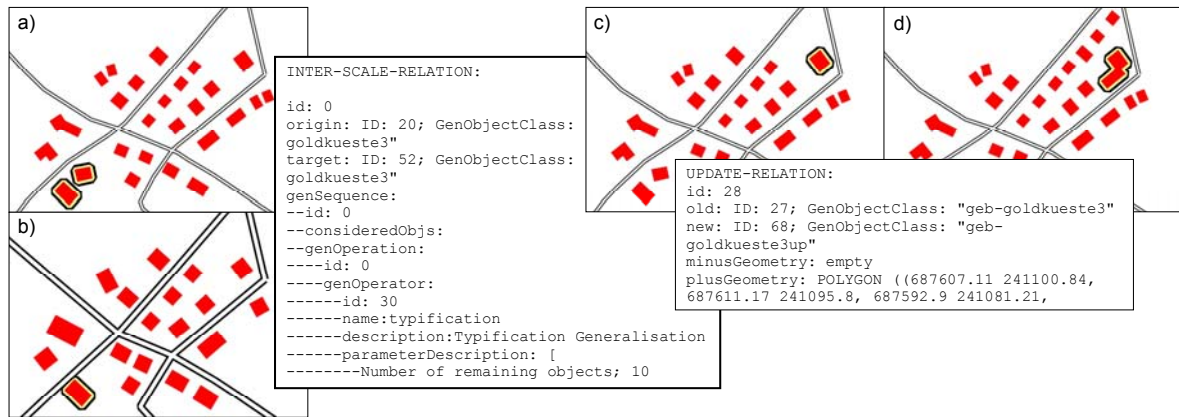 a)
b)
INTER-SCALE-RELATION:
id: 0
origin: ID: 20; GenObjectClass:
goldkueste3"
target: ID: 52; GenObjectClass:
goldkueste3"
genSequence:
--id: 0
--consideredObjs:
--genOperation:
----id: 0
----genOperator:
------id: 30
------name:typification
------description:Typification Generalisation
------parameterDescription: [
--------Number of remaining objects; 10
c)
d)
UPDATE-RELATION:
id: 28
old: ID: 27; GenObjectClass: "geb-goldkueste3"
new: ID: 68; GenObjectClass: "geb-
goldkueste3up"
minusGeometry: empty
plusGeometry: POLYGON ((687607.11 241100.84,
687611.17 241095.8, 687592.9 241081.21,